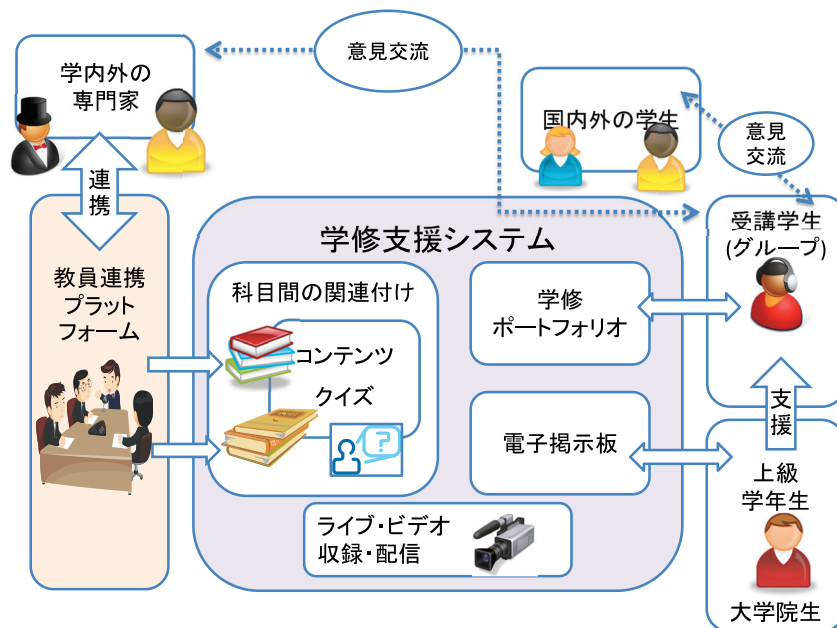 学内外の
専門家
意見交流
国内外の学生
意見
交流
連携
受講学生
(グループ)
学修支援システム
教員連携
プラット
フォーム
科目間の関連付け
コンテンツ
クイズ
?
学修
ポートフォリオ
電子掲示板
支援
上級
学年生
大学院生
ライブ・ビデオ
収録・配信